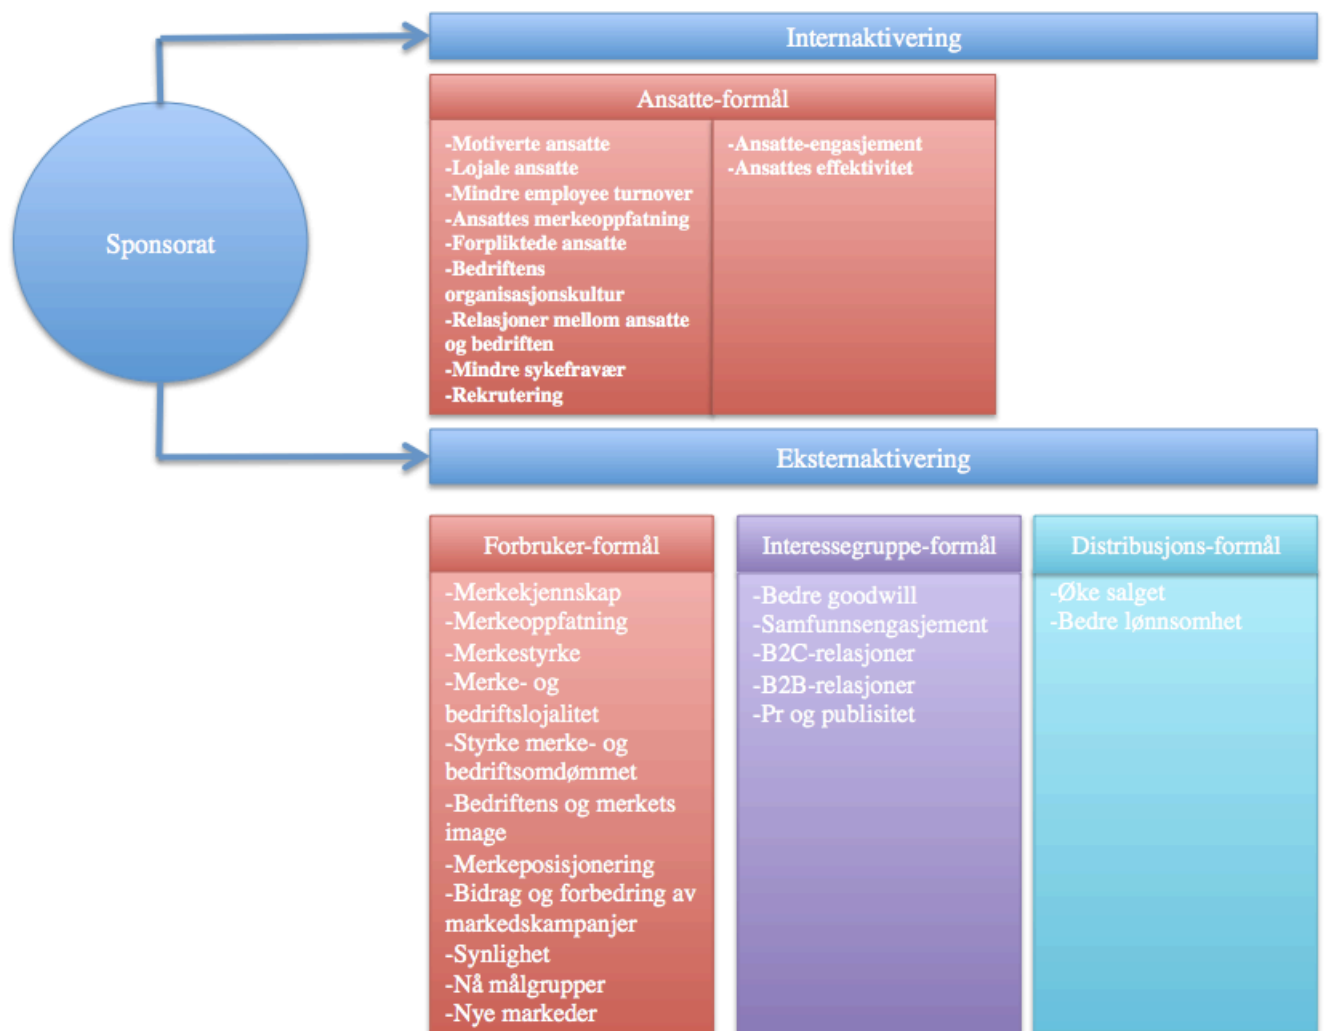 Internaktivering
Ansatte-formål
-Motiverte ansatte
-Lojale ansatte
-Mindre employee turnover
-Ansattes merkeoppfatning
-Forpliktede ansatte
-Bedriftens
organisasjonskultur
-Relasjoner mellom ansatte
og bedriften
-Mindre sykefravær
-Rekrutering
-Ansatte-engasjement
-Ansattes effektivitet
Sponsorat
Eksternaktivering
Forbruker-formål
-Merkekjennskap
-Merkeoppfatning
-Merkestyrke
-Merke- og
bedriftslojalitet
-Styrke merke- og
bedriftsomdømmet
-Bedriftens og merkets
image
-Merkeposisjonering
-Bidrag og forbedring av
markedskampanjer
-Synlighet
-Nå målgrupper
-Nye markeder
Interessegruppe-formål
-Bedre goodwill
-Samfunnsengasjement
-B2C-relasjoner
-B2B-relasjoner
-Pr og publisitet
Distribusjons-formål
-Øke salget
-Bedre lønnsomhet